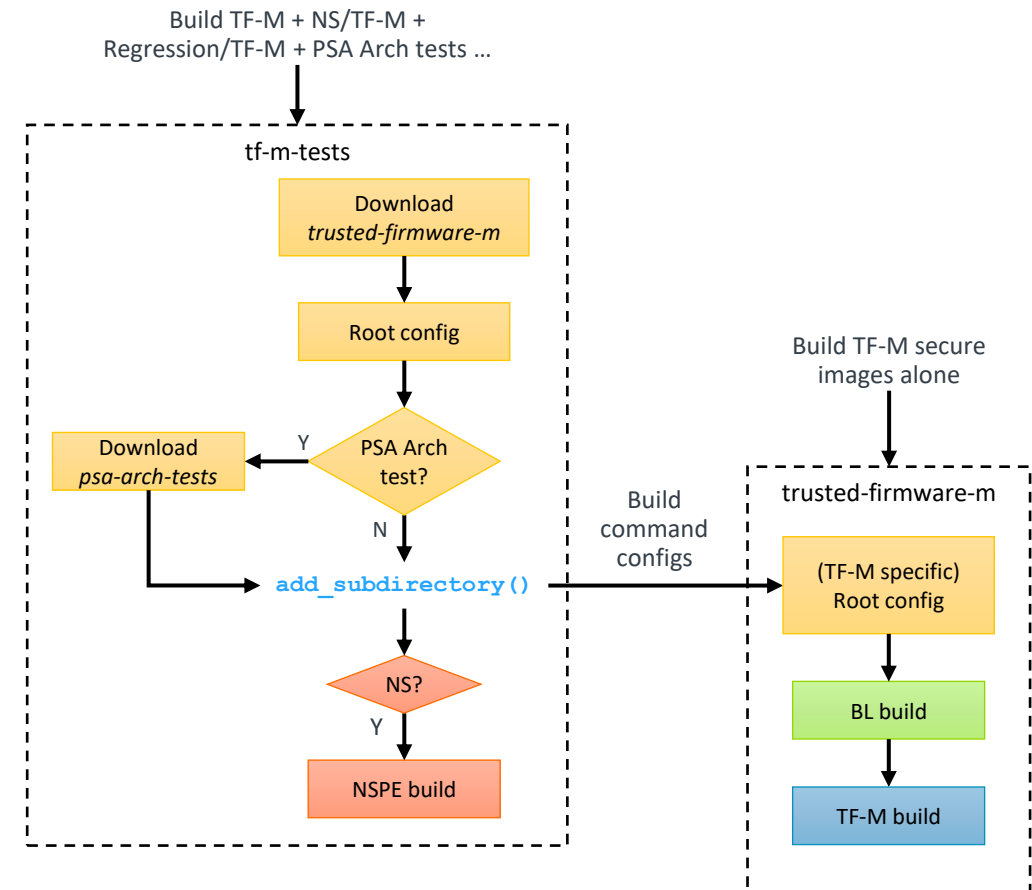 Build TF-M + NS/TF-M +
Regression/TF-M + PSA Arch tests ...
tf-m-tests
Download
trusted-firmware-m
Root config
PSA Arch
test?
Y
Download
psa-arch-tests
N
add_subdirectory()
NS?
Y
NSPE build
Build
command
configs
Build TF-M secure
images alone
trusted-firmware-m
(TF-M specific)
Root config
BL build
TF-M build